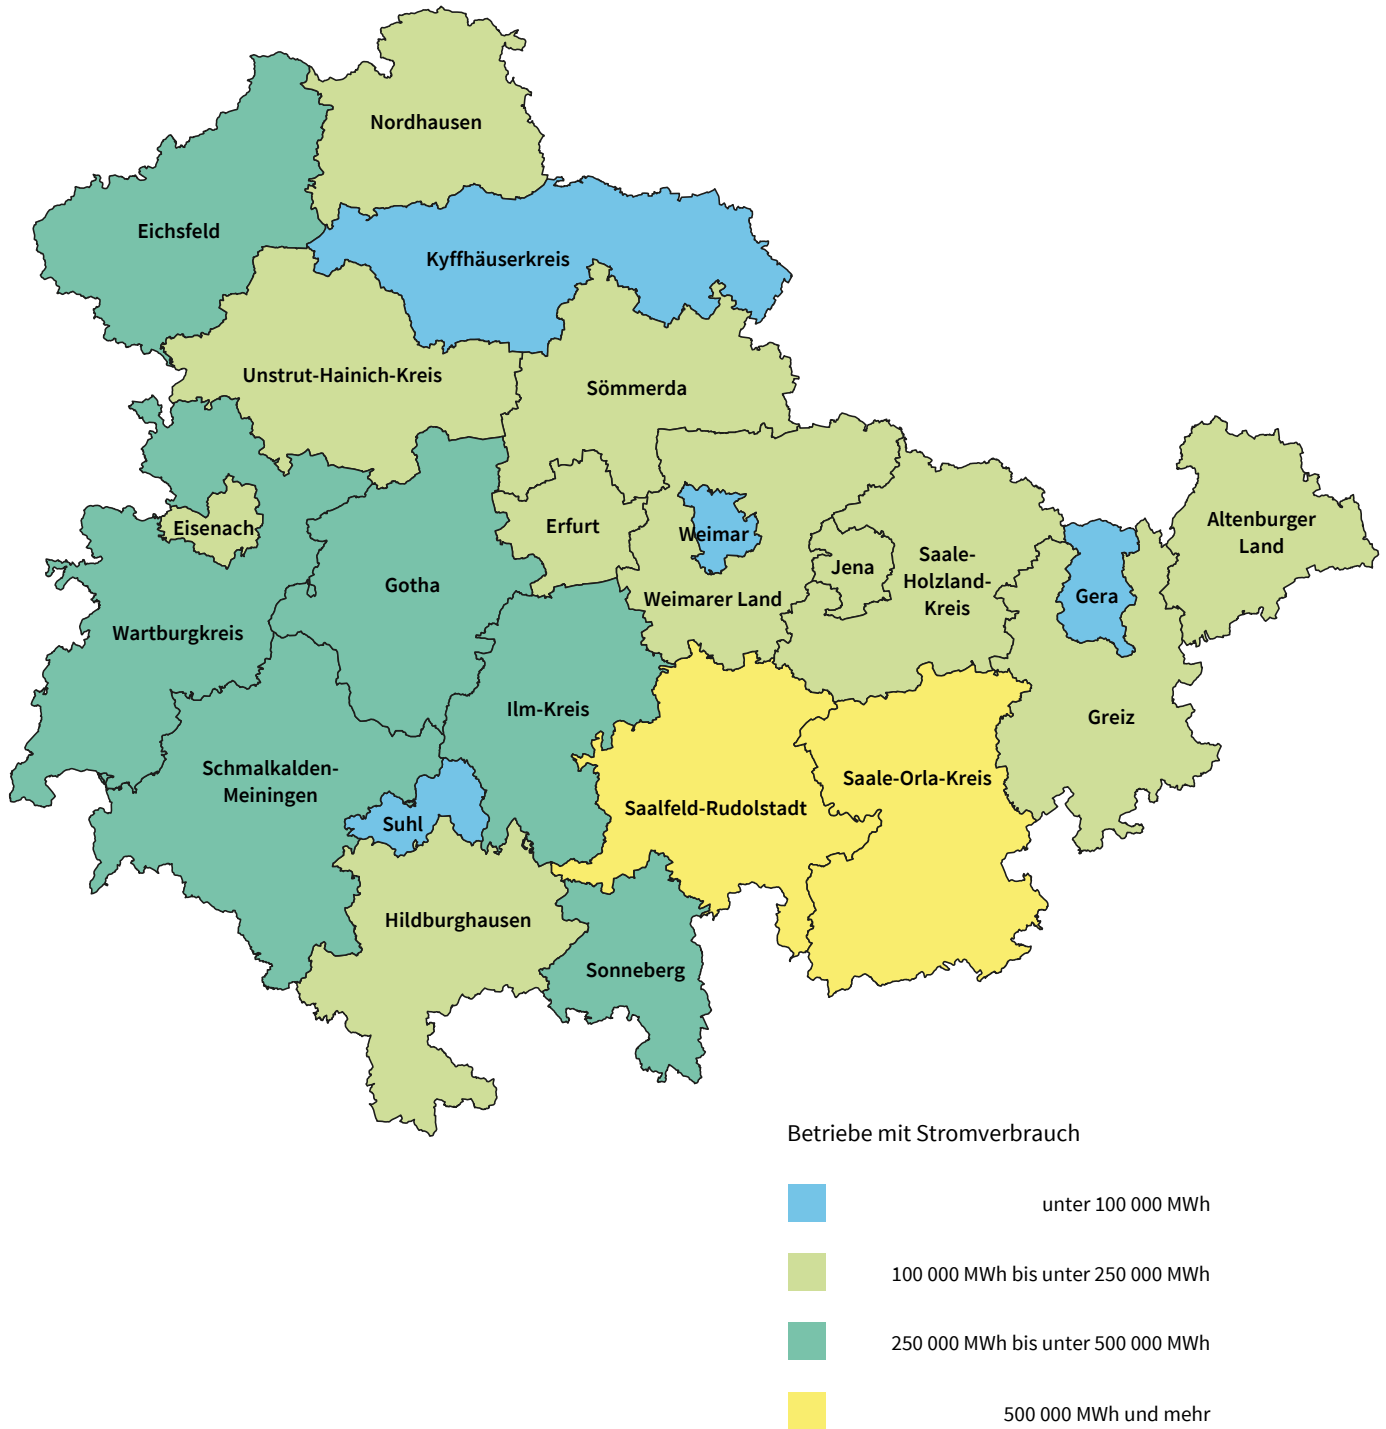 Nordhausen
Eichsfeld
Kyffhäuserkreis
Unstrut-Hainich-Kreis
Sömmerda
Eisenach
Erfurt
Weimar
Altenburger
Land
Gotha
Jena
Saale-
Holzland-
Kreis
Gera
Weimarer Land
Wartburgkreis
Ilm-Kreis
Greiz
Schmalkalden-
Meiningen
Saale-Orla-Kreis
Suhl
Saalfeld-Rudolstadt
Hildburghausen
Sonneberg
Betriebe mit Stromverbrauch
unter 100 000 MWh
100 000 MWh bis unter 250 000 MWh
250 000 MWh bis unter 500 000 MWh
500 000 MWh und mehr